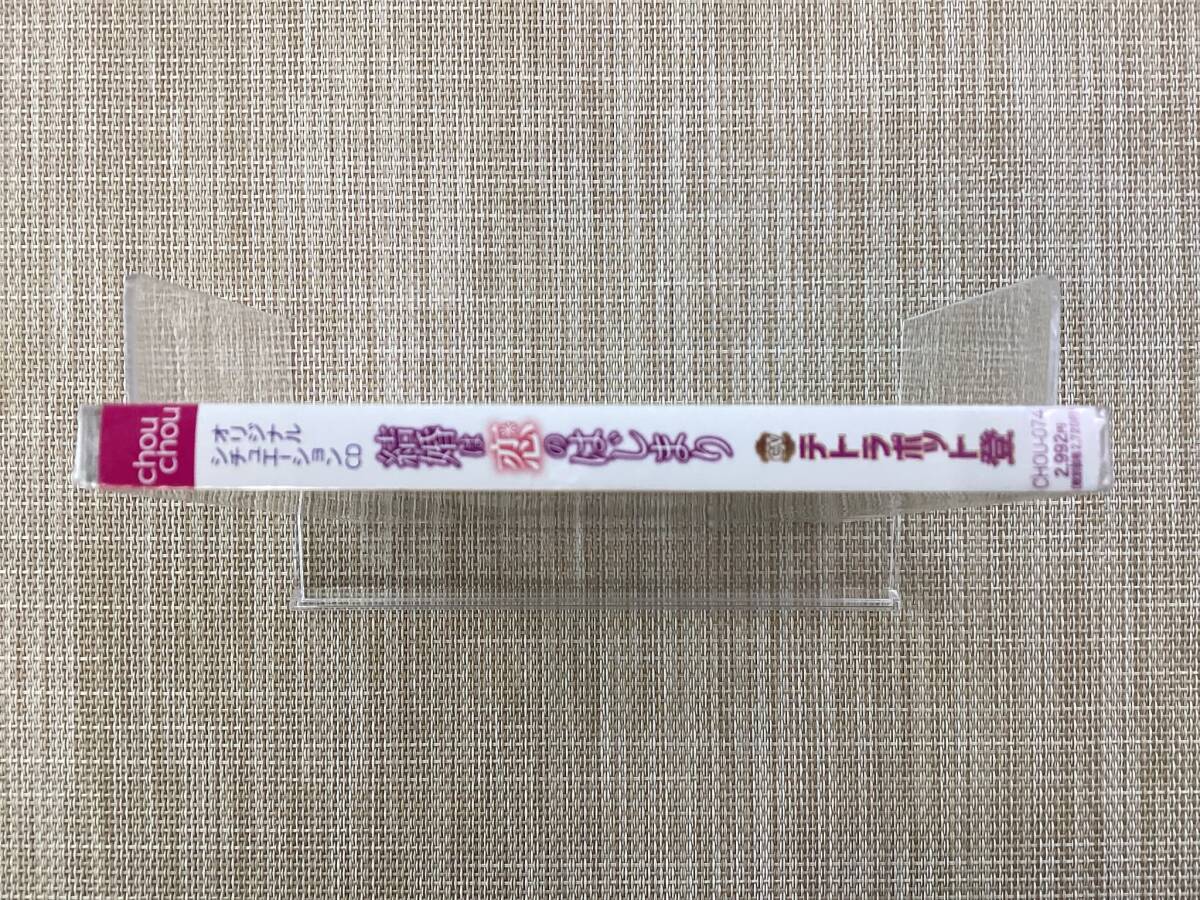 chou
chou
オリジナル
シチュエーションCD
結婚は恋のはじまり
CV テトラポット登
CHOU-074
2,992円